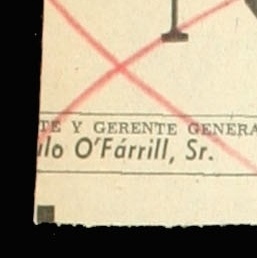 TE Y GERENTE GENERA
ulo O'Fárrill, Sr.